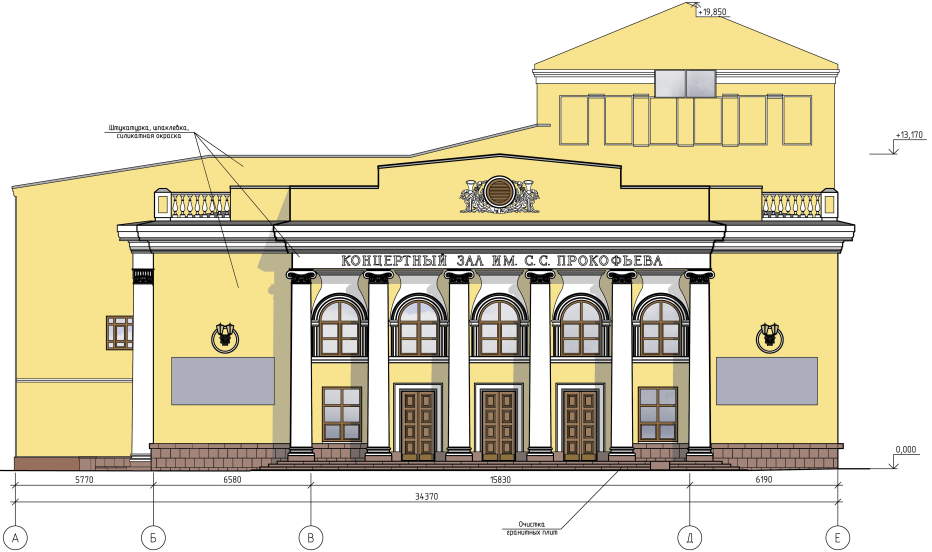 +19,850
Штукатурка, шпаклевка,
силикатная окраска
+13,170
КОНЦЕРТНЫЙ ЗАЛ ИМ. С.С. ПРОКОФЬЕВА
0,000
5770 6580 15830 6190
34370
Очистка
гранитных плит
А Б В Д Е